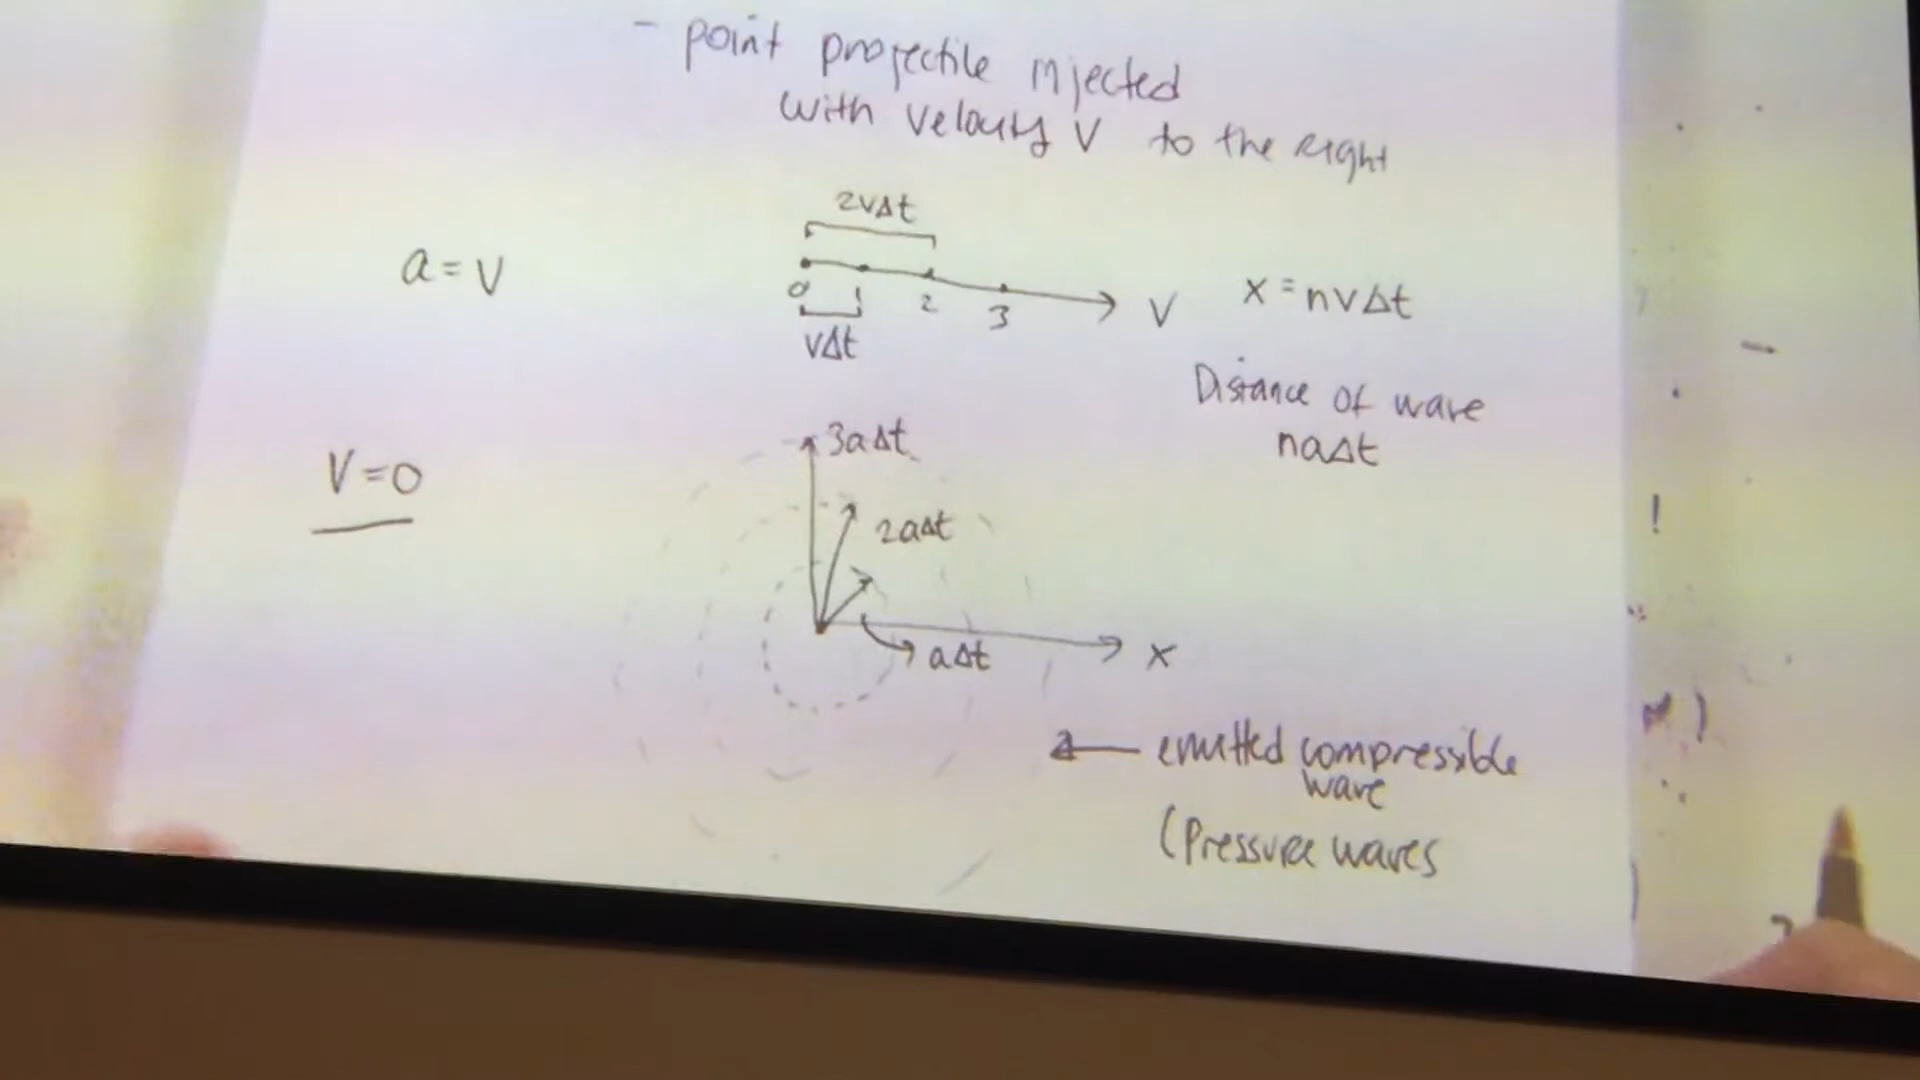 - point projectile injected
with velocity V to the right
2vΔt
a = V
0 1 2 3
V
x = nvΔt
vΔt
Distance of wave
naΔt
3aΔt
V=0
2aΔt
aΔt
x
emitted compressible
wave
(Pressure waves